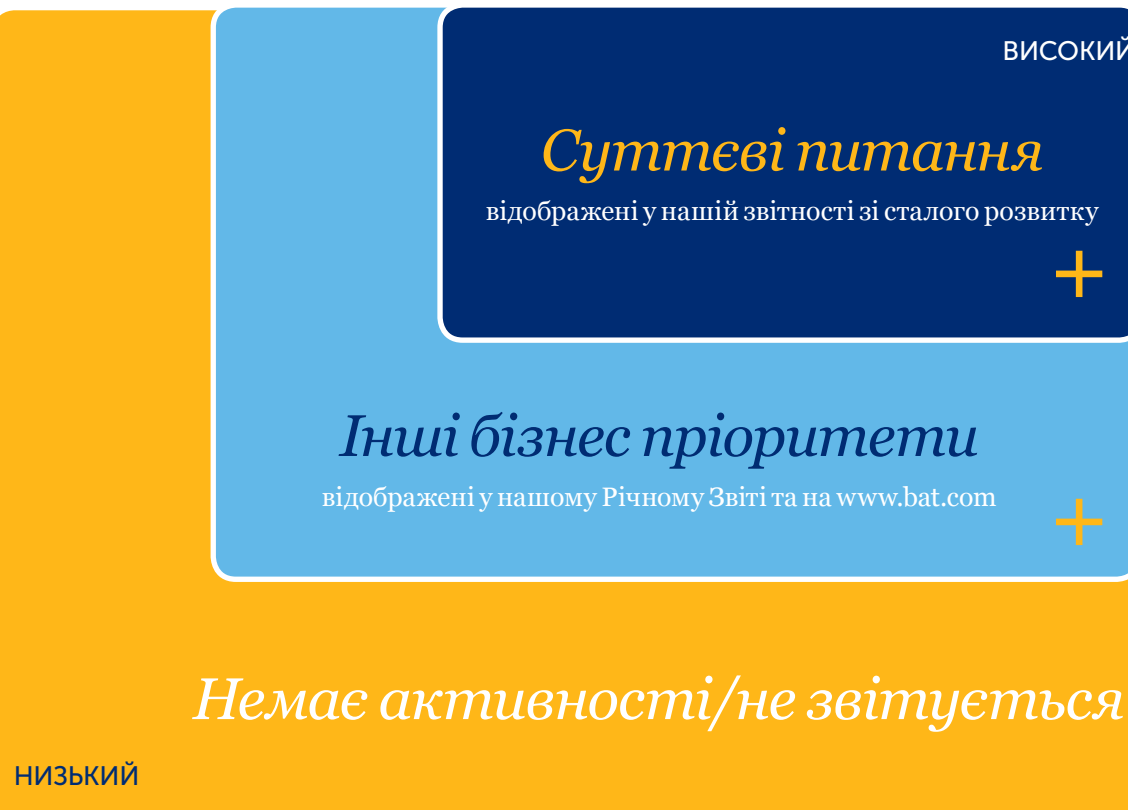 ВИСОКИЙ
Суттєві питання
відображені у нашій звітності зі сталого розвитку
+
Інші бізнес пріоритети
відображені у нашому Річному Звіті та на www.bat.com
+
Немає активності/не звітується
НИЗЬКИЙ